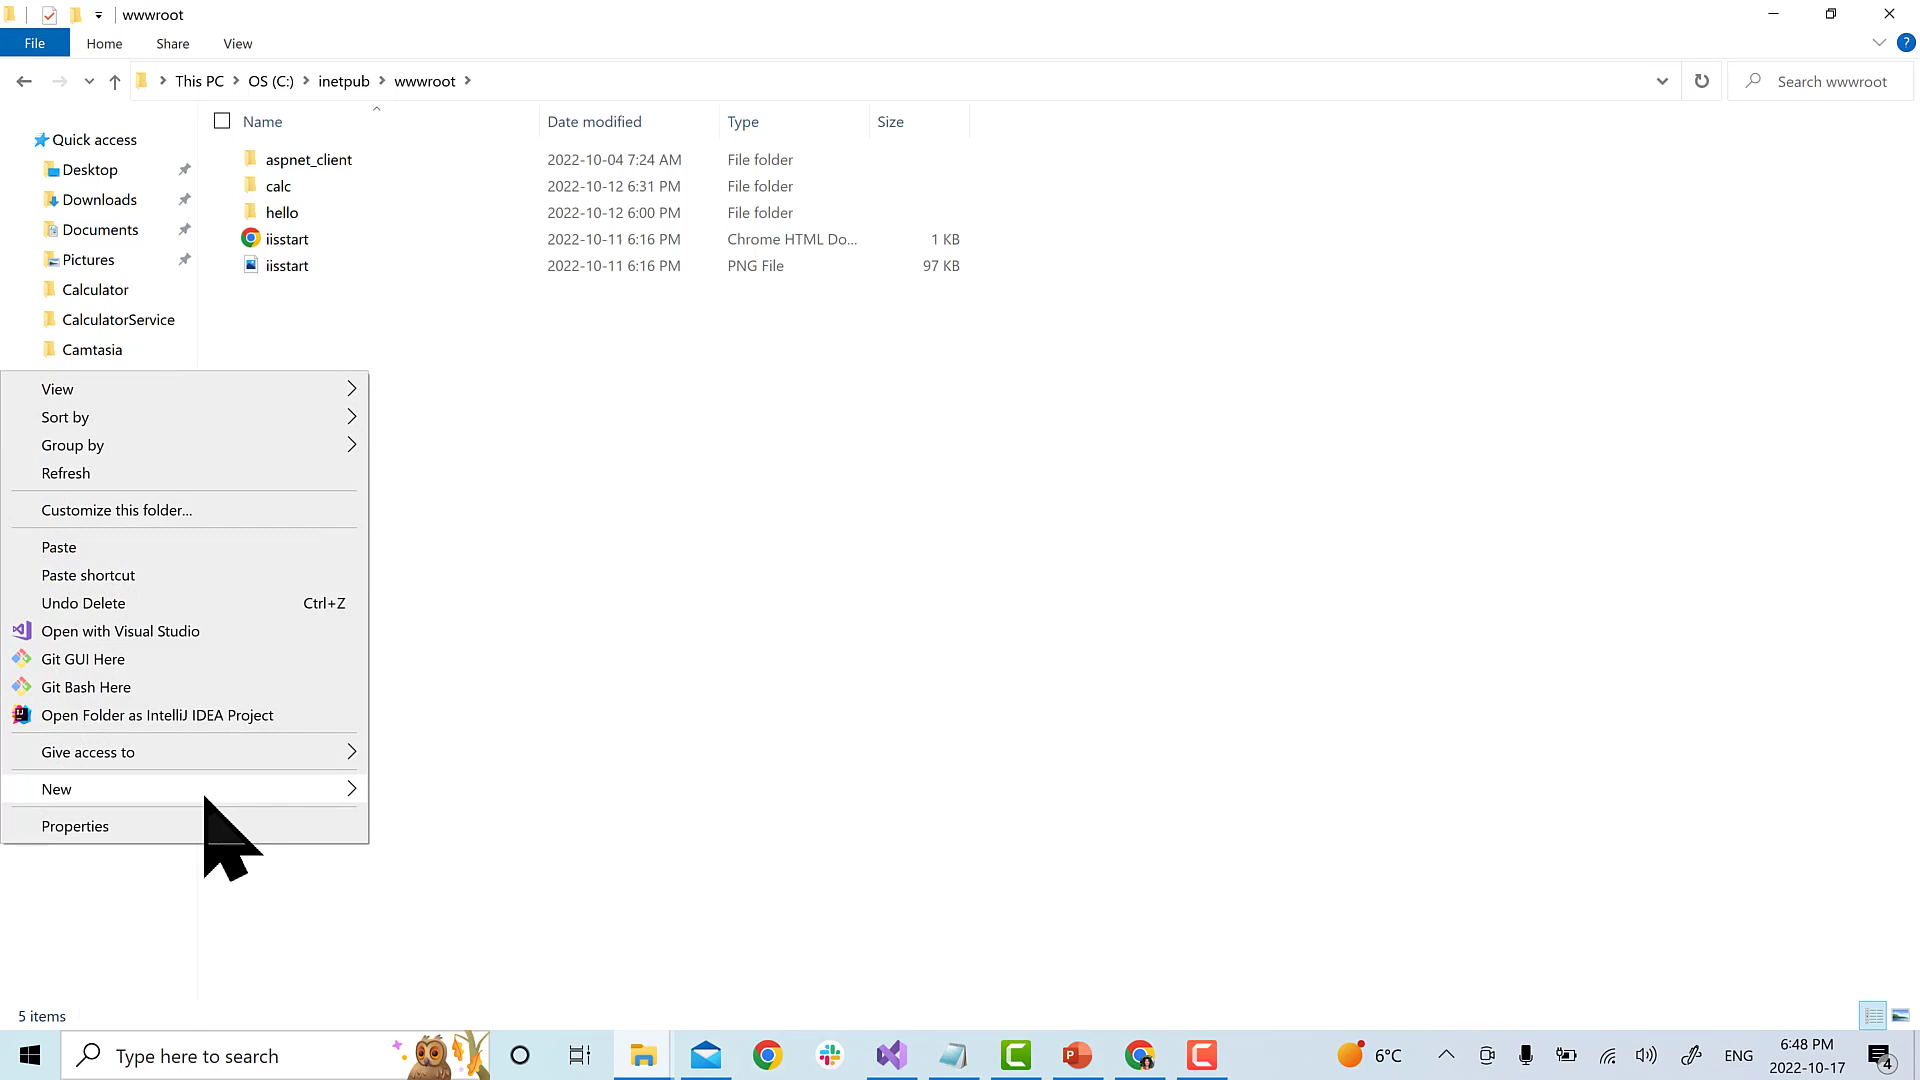 wwwroot
File Home Share View
This PC OS (C:) inetpub wwwroot Search wwwroot
Name Date modified Type Size
Quick access
Desktop
Downloads
Documents
Pictures
Calculator
CalculatorService
Camtasia
aspnet_client 2022-10-04 7:24 AM File folder
calc 2022-10-12 6:31 PM File folder
hello 2022-10-12 6:00 PM File folder
iisstart 2022-10-11 6:16 PM Chrome HTML Do... 1 KB
iisstart 2022-10-11 6:16 PM PNG File 97 KB
View
Sort by
Group by
Refresh
Customize this folder...
Paste
Paste shortcut
Undo Delete Ctrl+Z
Open with Visual Studio
Git GUI Here
Git Bash Here
Open Folder as IntelliJ IDEA Project
Give access to
New
Properties
5 items
Type here to search
6°C
ENG
6:48 PM
2022-10-17
4